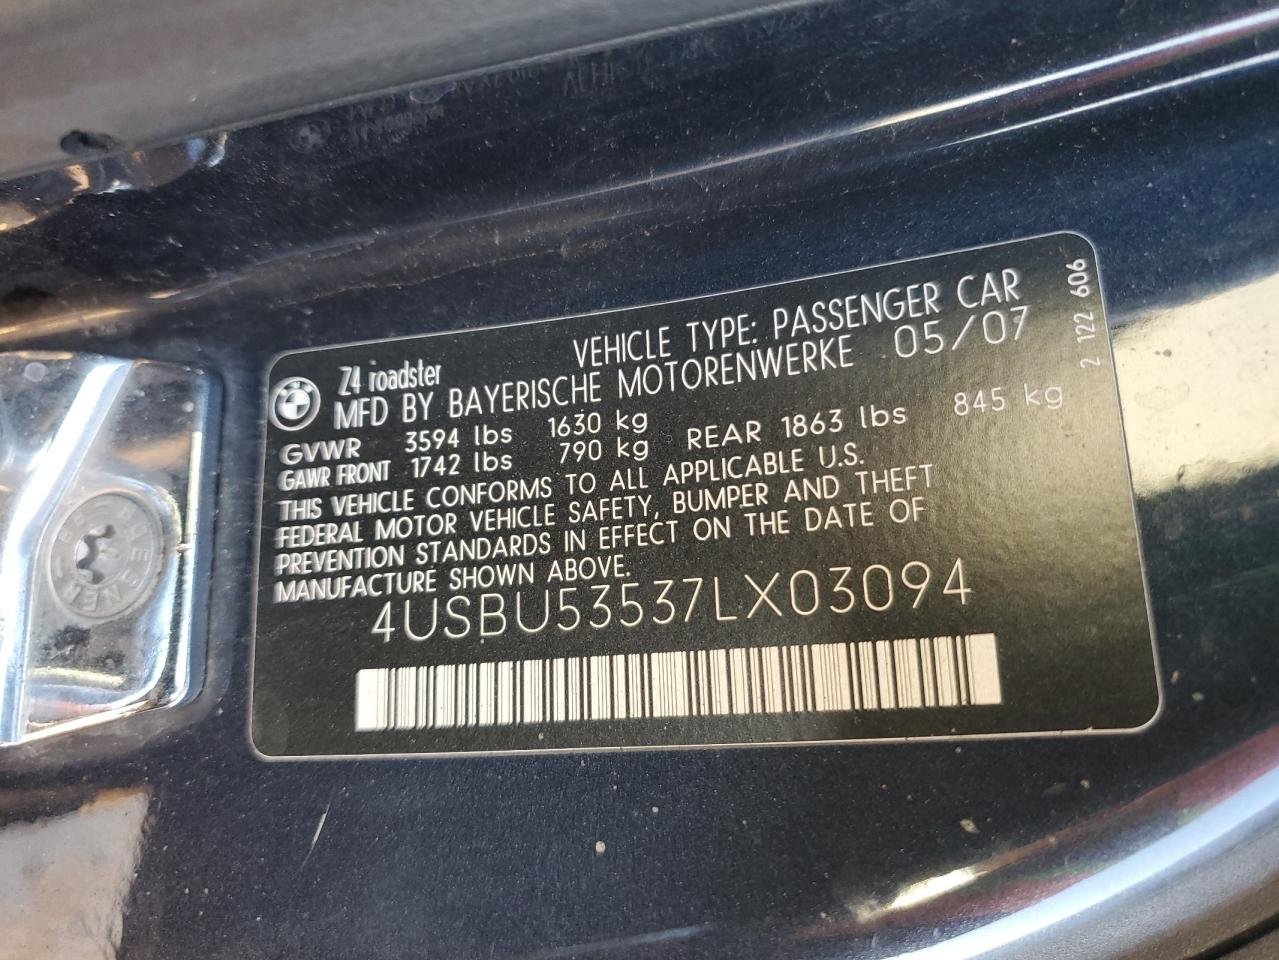 Z4 roadster VEHICLE TYPE: PASSENGER CAR
MFD BY BAYERISCHE MOTORENWERKE 05/07
GVWR 3594 lbs 1630 kg
GAWR FRONT 1742 lbs 790 kg REAR 1863 lbs 845 kg
THIS VEHICLE CONFORMS TO ALL APPLICABLE U.S.
FEDERAL MOTOR VEHICLE SAFETY, BUMPER AND THEFT
PREVENTION STANDARDS IN EFFECT ON THE DATE OF
MANUFACTURE SHOWN ABOVE.
4USBU53537LX03094
2 122 606